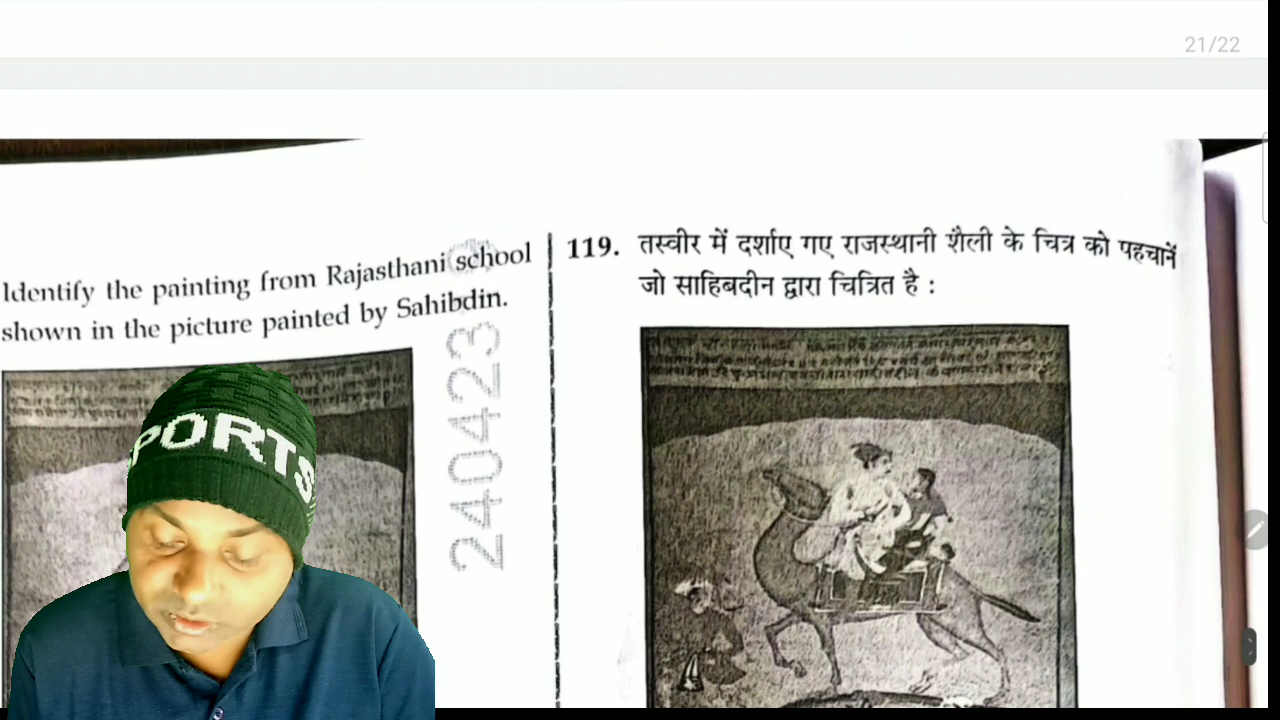 21/22
Identify the painting from Rajasthani school
shown in the picture painted by Sahibdin.
240423
119. तस्वीर में दर्शाए गए राजस्थानी शैली के चित्र को पहचानें
जो साहिबदीन द्वारा चित्रित है :
PORTS